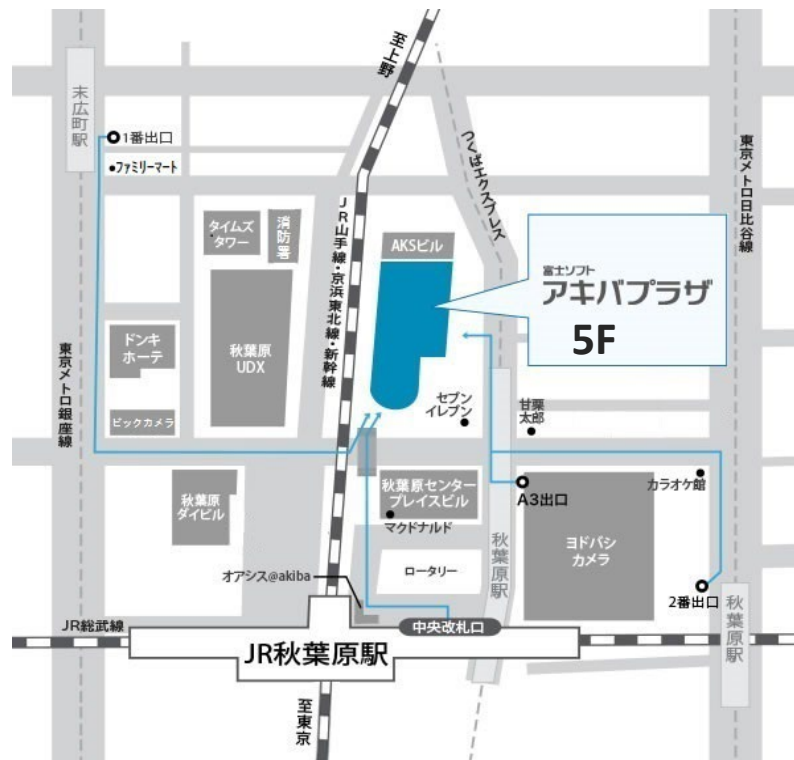 至上野
末広町駅
1番出口
•ファミリーマート
つくばエクスプレス
東京メトロ日比谷線
タイムズ
タワー
消防署
JR山手線・京浜東北線・新幹線
AKSビル
富士ソフト
アキバプラザ
5F
ドンキ
ホーテ
秋葉原
UDX
東京メトロ銀座線
セブン
イレブン
甘栗
太郎
ビックカメラ
秋葉原
ダイビル
秋葉原センター
プレイスビル
マクドナルド
A3出口
カラオケ館
ヨドバシ
カメラ
秋葉原駅
オアシス@akiba
ロータリー
2番出口
秋葉原駅
JR総武線
中央改札口
JR秋葉原駅
至東京